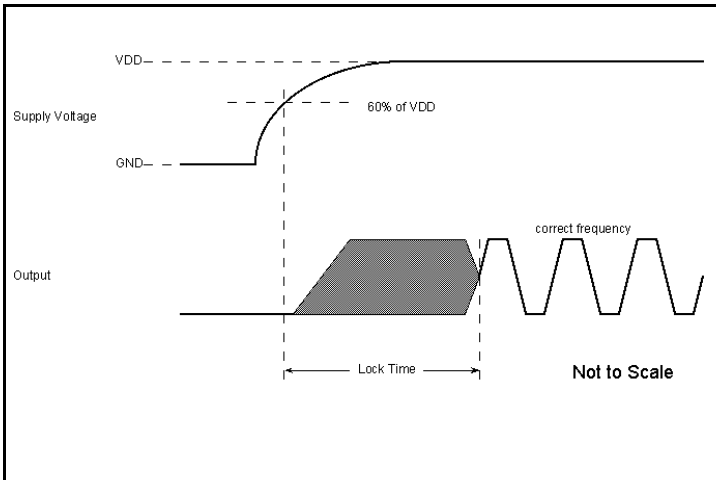 VDD
60% of VDD
Supply Voltage
GND
correct frequency
Output
Lock Time
Not to Scale